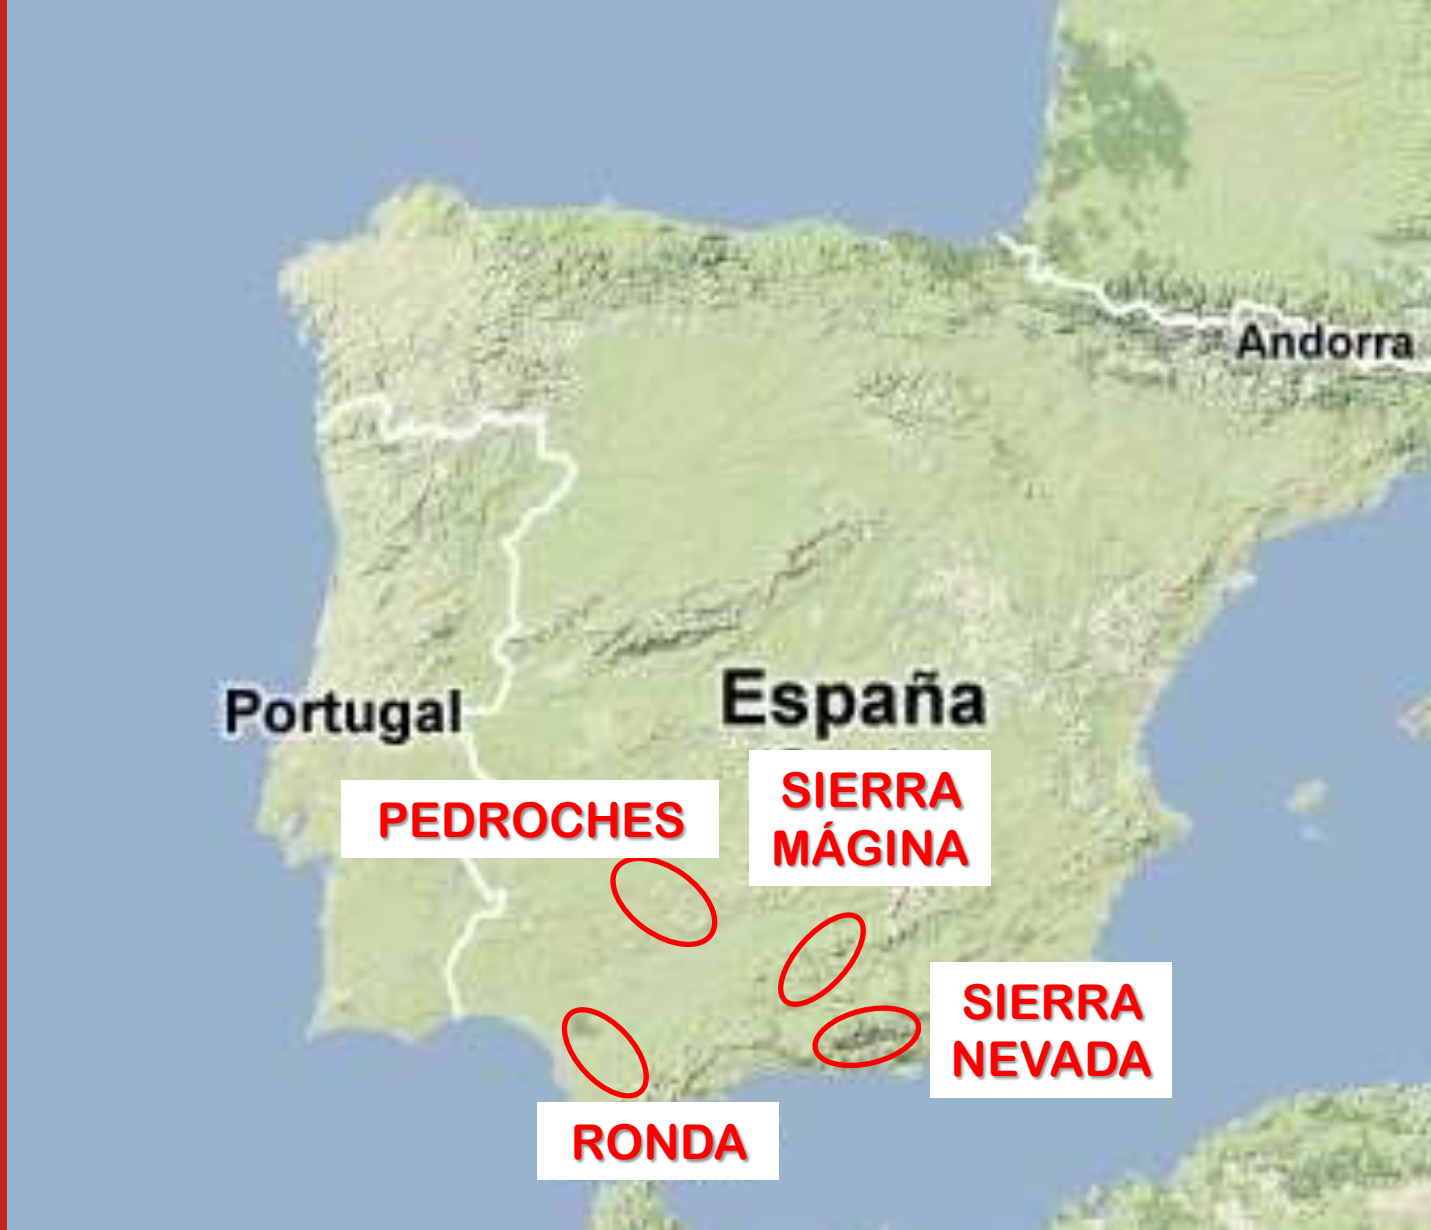 Andorra
España
Portugal
SIERRA
MÁGINA
PEDROCHES
SIERRA
NEVADA
RONDA